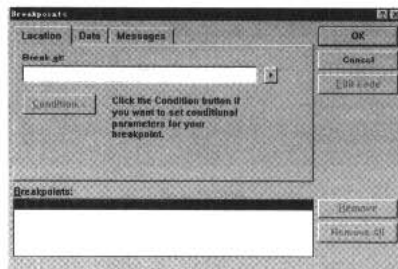 Breakpoints
Location Data Messages
Break at:
Condition...
Click the Condition button if
you want to set conditional
parameters for your
breakpoint.
OK
Cancel
Edit Code
Breakpoints:
Remove
Remove All